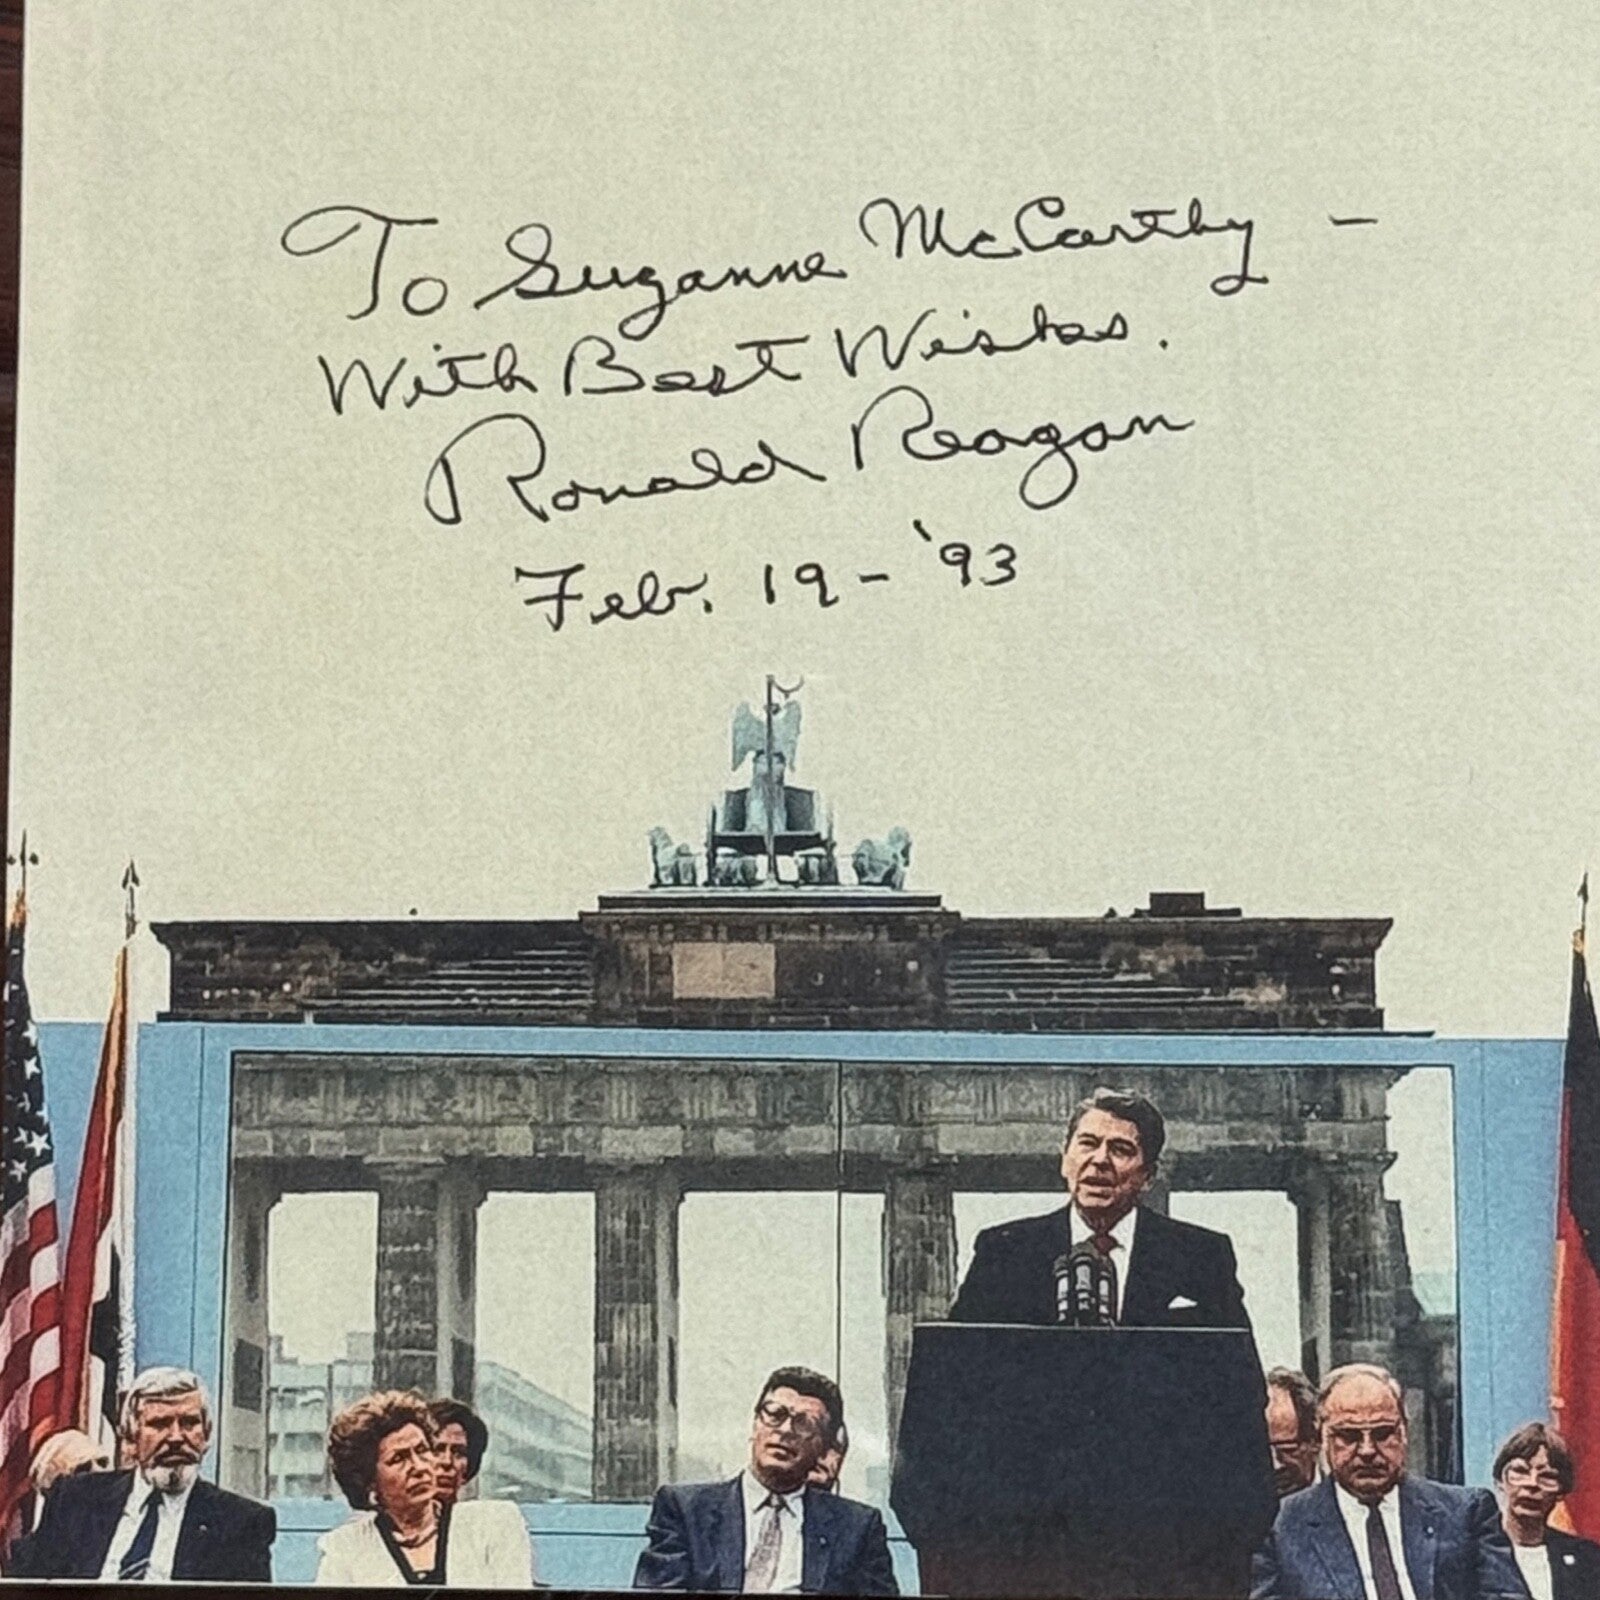 To Suzanne McCarthy -
With Best Wishes.
Ronald Reagan
Feb. 19 - '93